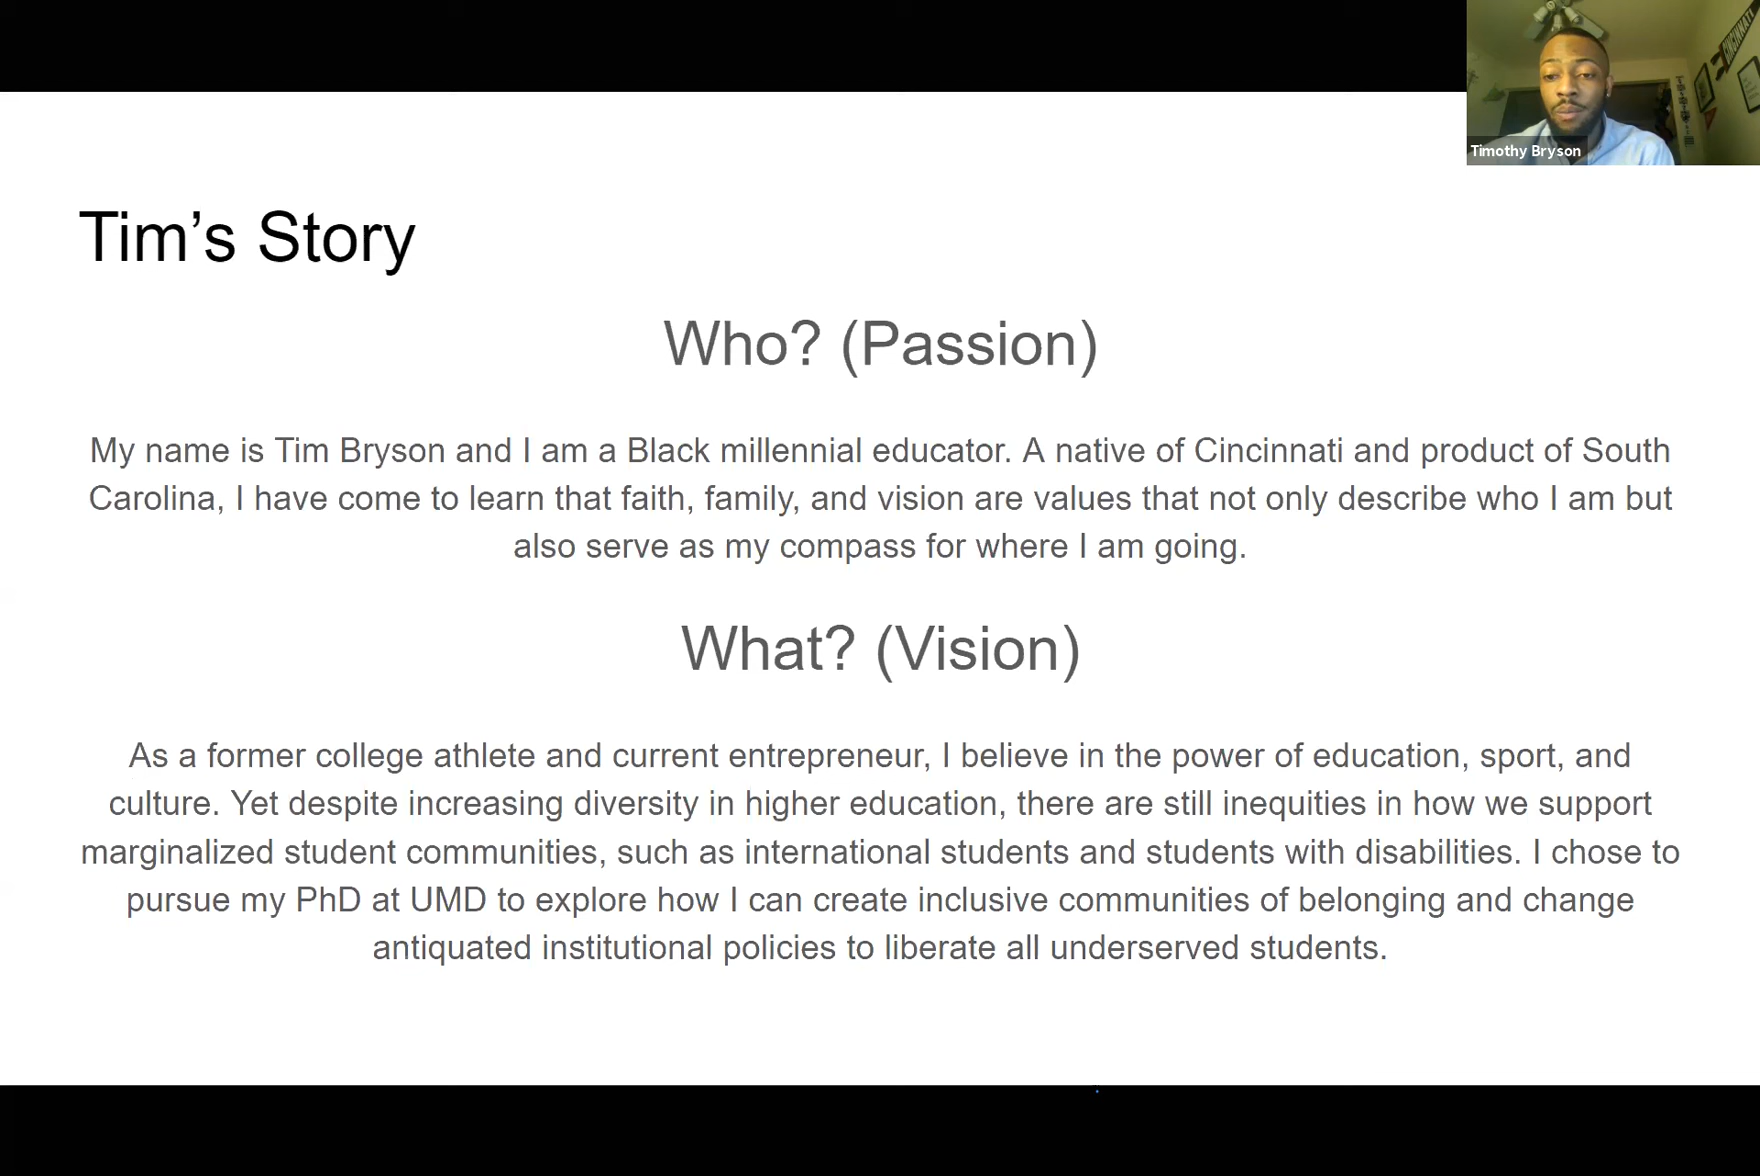 CINCINNATI
Timothy Bryson
Tim’s Story
Who? (Passion)
My name is Tim Bryson and I am a Black millennial educator. A native of Cincinnati and product of South
Carolina, I have come to learn that faith, family, and vision are values that not only describe who I am but
also serve as my compass for where I am going.
What? (Vision)
As a former college athlete and current entrepreneur, I believe in the power of education, sport, and
culture. Yet despite increasing diversity in higher education, there are still inequities in how we support
marginalized student communities, such as international students and students with disabilities. I chose to
pursue my PhD at UMD to explore how I can create inclusive communities of belonging and change
antiquated institutional policies to liberate all underserved students.